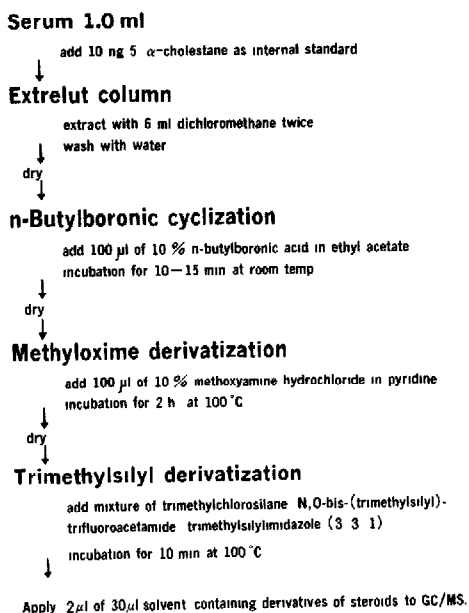 Serum 1.0 ml
add 10 ng 5 α-cholestane as internal standard
Extrelut column
extract with 6 ml dichloromethane twice
wash with water
dry
n-Butylboronic cyclization
add 100 µl of 10 % n-butylboronic acid in ethyl acetate
incubation for 10—15 min at room temp
dry
Methyloxime derivatization
add 100 µl of 10 % methoxyamine hydrochloride in pyridine
incubation for 2 h at 100 °C
dry
Trimethylsilyl derivatization
add mixture of trimethylchlorosilane N,O-bis-(trimethylsilyl)-
trifluoroacetamide trimethylsilylimidazole (3 3 1)
incubation for 10 min at 100 °C
Apply 2µl of 30µl solvent containing derivatives of steroids to GC/MS.